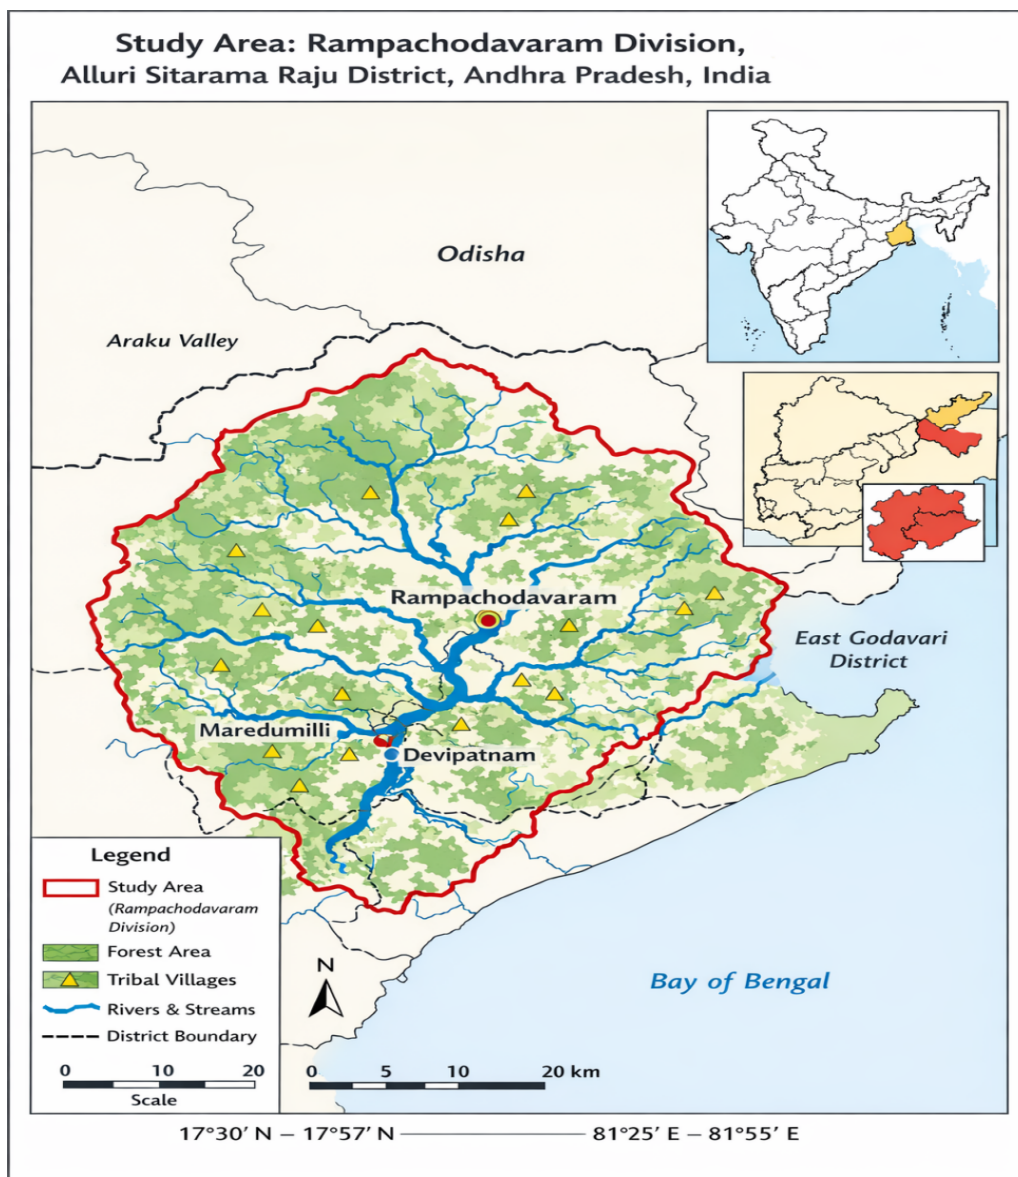 Study Area: Rampachodavaram Division,
Alluri Sitarama Raju District, Andhra Pradesh, India
Odisha
Araku Valley
Rampachodavaram
East Godavari
District
Maredumilli
Devipatnam
Bay of Bengal
Legend
Study Area
(Rampachodavaram
Division)
Forest Area
Tribal Villages
Rivers & Streams
District Boundary
0 10 20
Scale
N
0 5 10 20 km
17°30' N – 17°57' N 81°25' E – 81°55' E